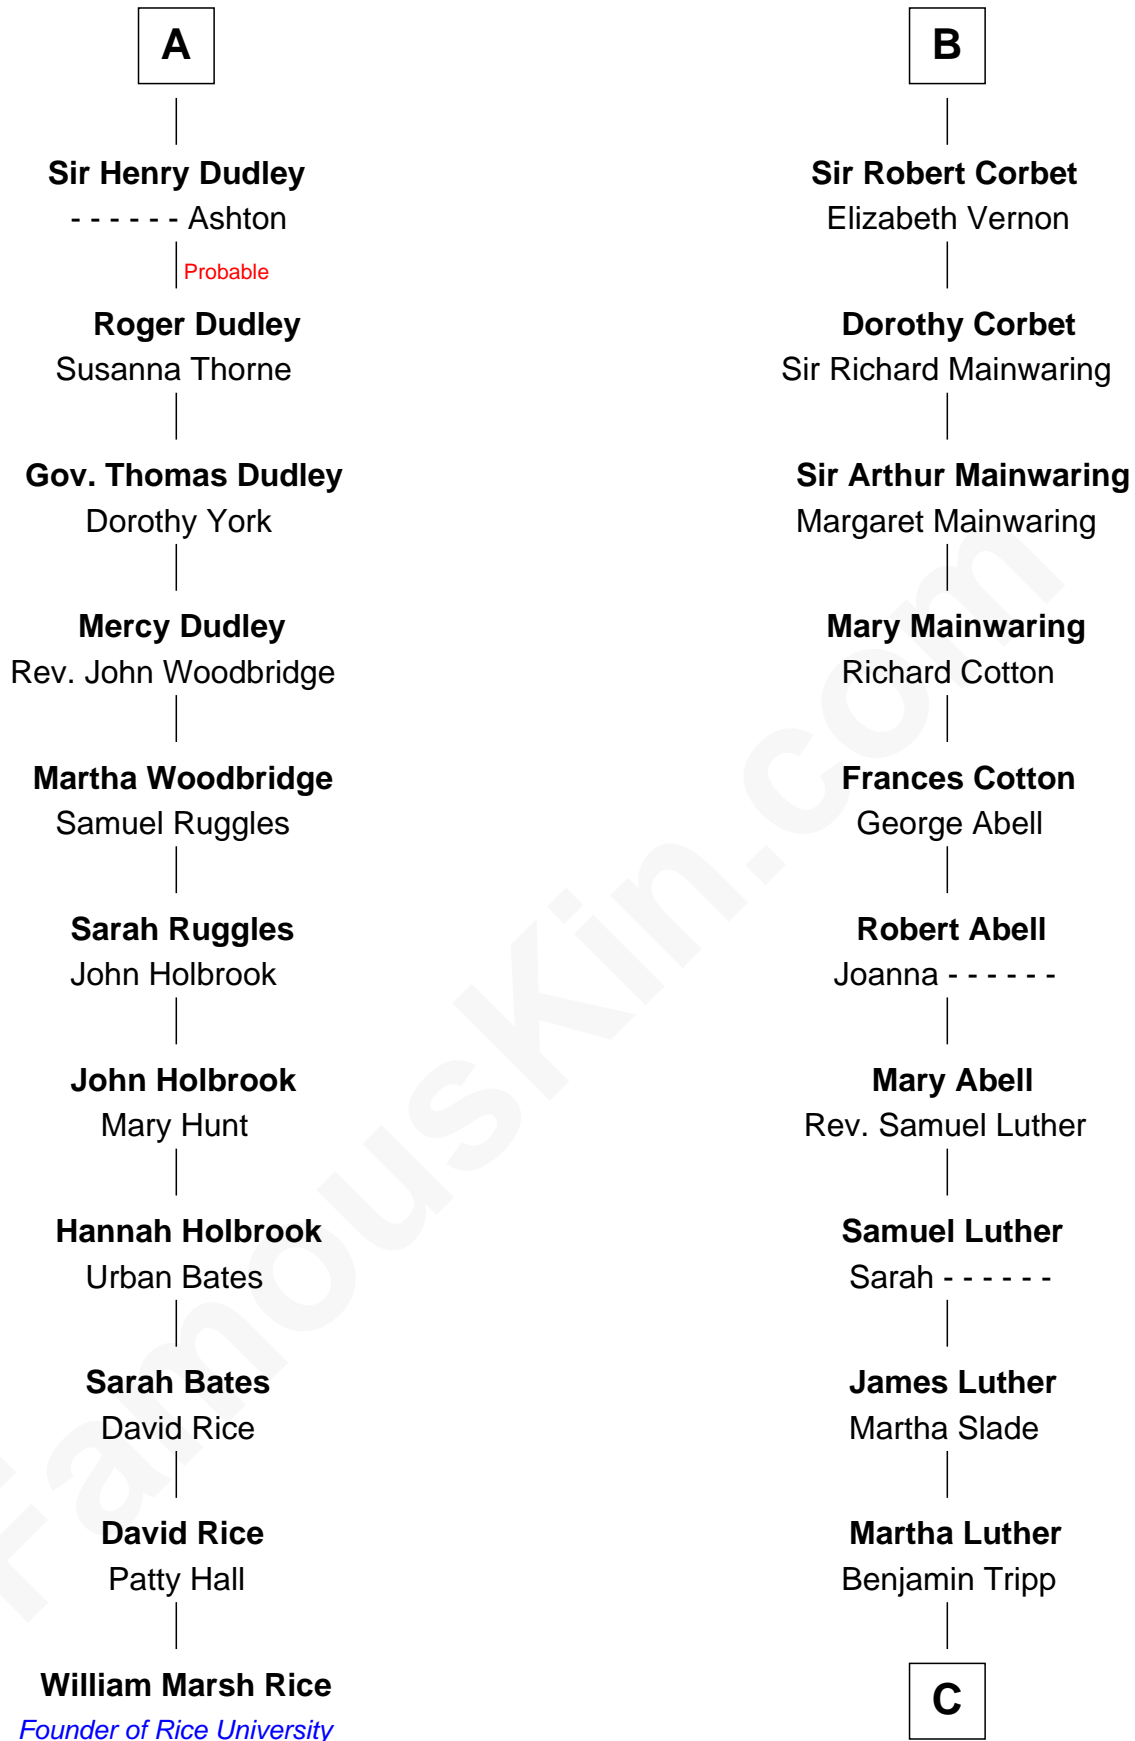 A
Sir Henry Dudley
- - - - - - Ashton
Probable
Roger Dudley
Susanna Thorne
Gov. Thomas Dudley
Dorothy York
Mercy Dudley
Rev. John Woodbridge
Martha Woodbridge
Samuel Ruggles
Sarah Ruggles
John Holbrook
John Holbrook
Mary Hunt
Hannah Holbrook
Urban Bates
Sarah Bates
David Rice
David Rice
Patty Hall
William Marsh Rice
Founder of Rice University
B
Sir Robert Corbet
Elizabeth Vernon
Dorothy Corbet
Sir Richard Mainwaring
Sir Arthur Mainwaring
Margaret Mainwaring
Mary Mainwaring
Richard Cotton
Frances Cotton
George Abell
Robert Abell
Joanna - - - - - -
Mary Abell
Rev. Samuel Luther
Samuel Luther
Sarah - - - - - -
James Luther
Martha Slade
Martha Luther
Benjamin Tripp
C
FamousKin.com